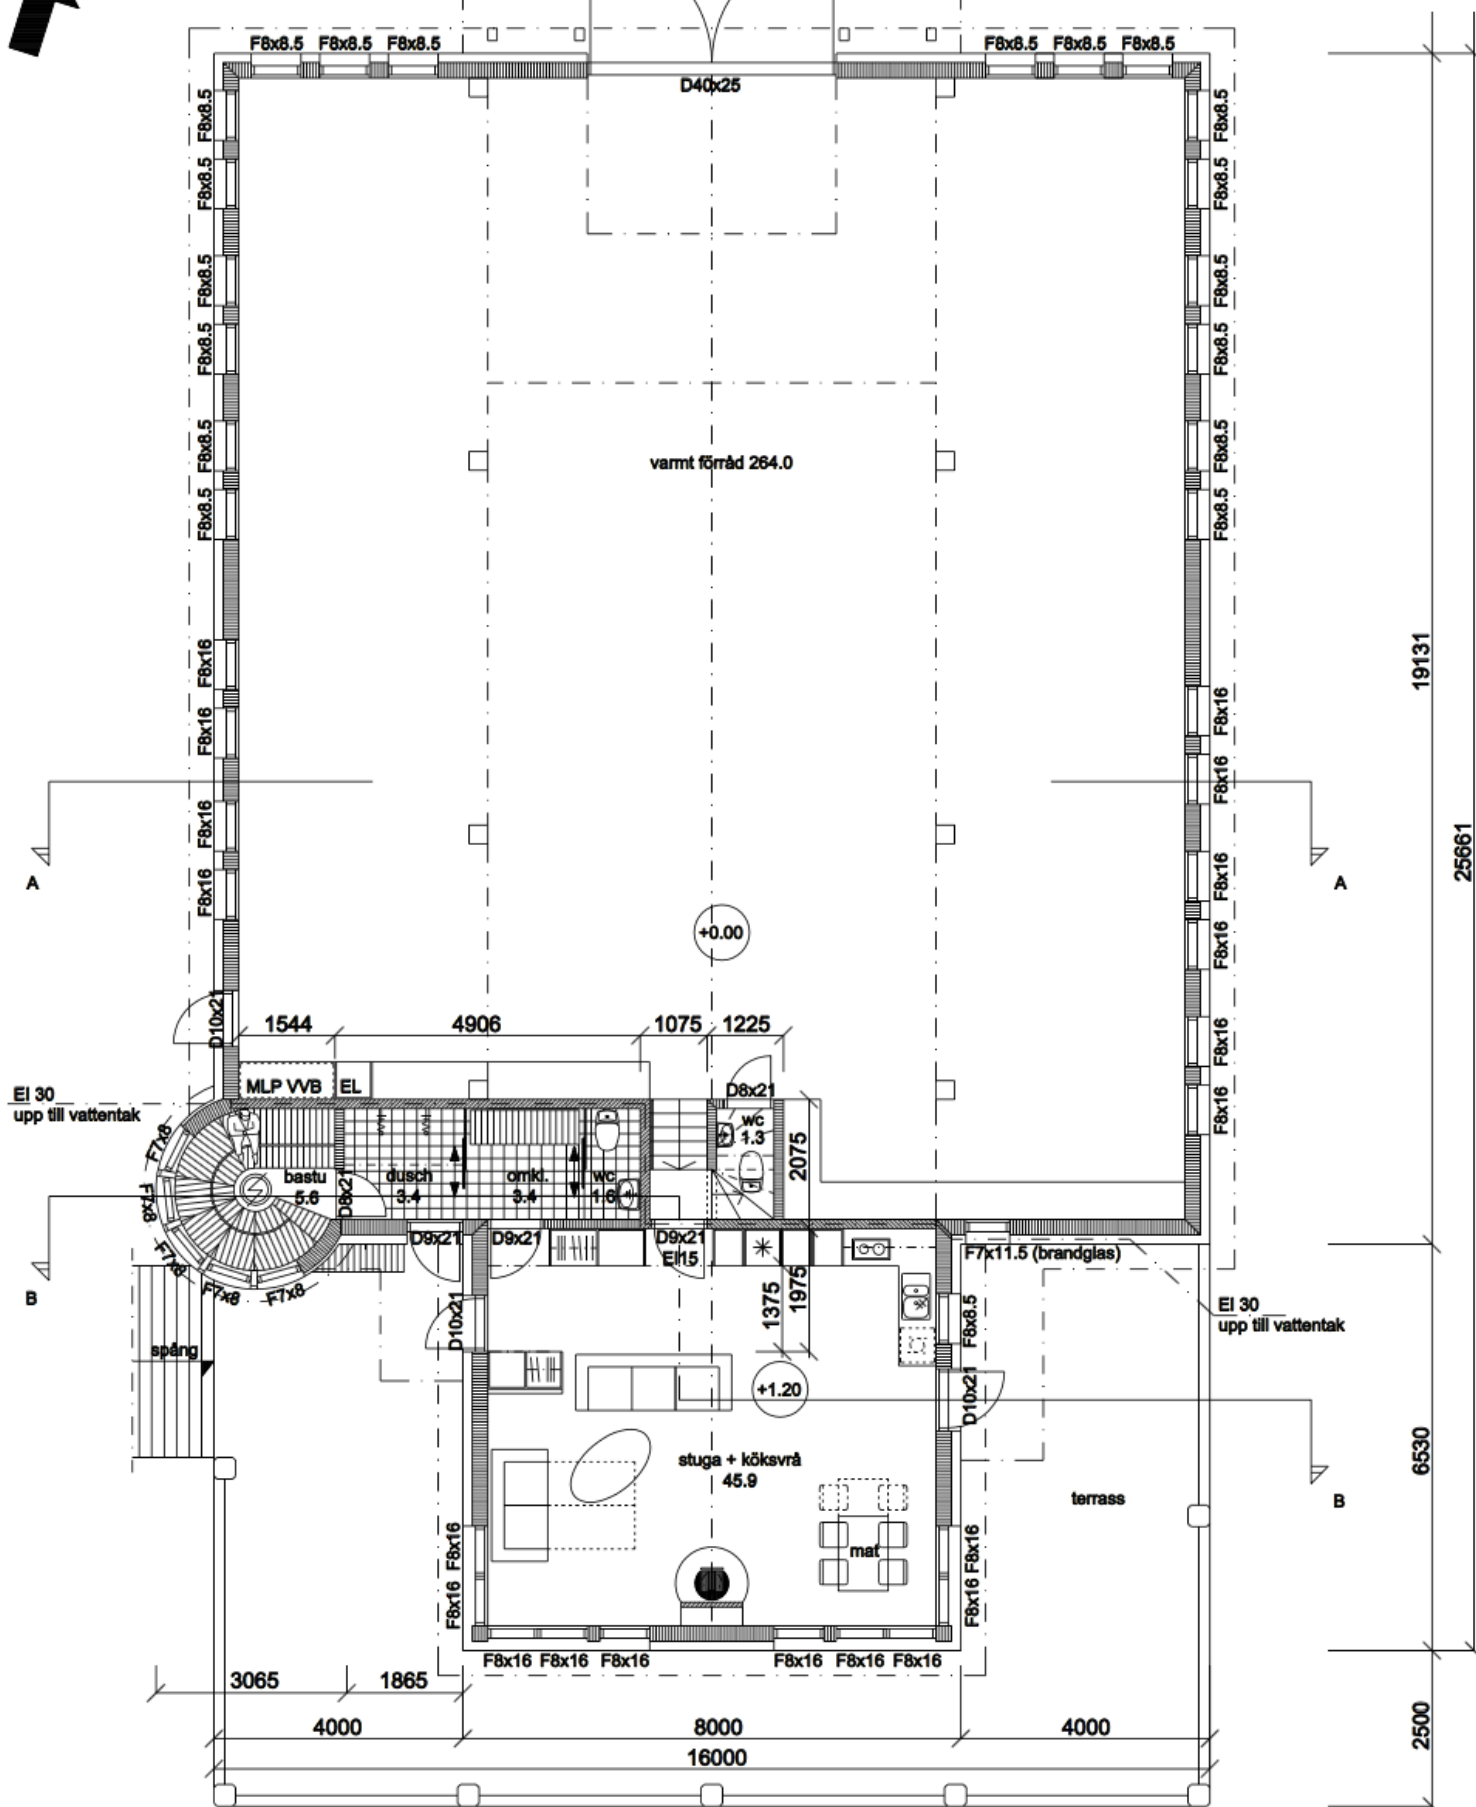 F8x8.5 F8x8.5 F8x8.5
F8x8.5 F8x8.5 F8x8.5
D40x25
F8x8.5
F8x8.5
F8x8.5
F8x8.5
F8x8.5
F8x8.5
F8x16
F8x16
F8x16
F8x16
F8x8.5
F8x8.5
F8x8.5
F8x8.5
F8x8.5
F8x8.5
F8x16
F8x16
F8x16
F8x16
F8x16
F8x16
varmt förråd 264.0
19131
25661
A
A
+0.00
D10x21
1544
4906
1075
1225
MLP VVB
EL
D8x21
EI 30
upp till vattentak
wc
1.3
2075
F7x8
F7x8
F7x8
F7x8
F7x8
bastu
5.6
D8x21
dusch
3.4
omkl.
3.4
wc
1.6
D9x21
D9x21
D9x21
EI15
F7x11.5 (brandglas)
B
D10x21
1375
1975
F8x8.5
EI 30
upp till vattentak
spång
+1.20
D10x21
stuga + köksvrå
45.9
6530
terrass
B
mat
F8x16
F8x16
F8x16
F8x16
F8x16 F8x16 F8x16
F8x16 F8x16 F8x16
3065
1865
4000
8000
4000
2500
16000